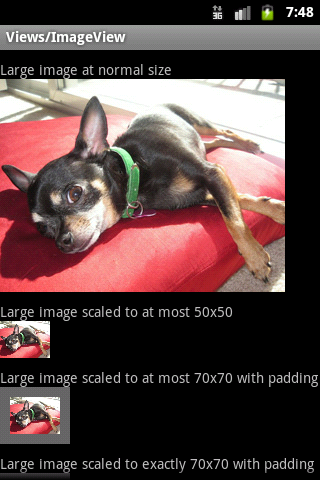 7:48
3G
Views/ImageView
Large image at normal size
Large image scaled to at most 50x50
Large image scaled to at most 70x70 with padding
Large image scaled to exactly 70x70 with padding